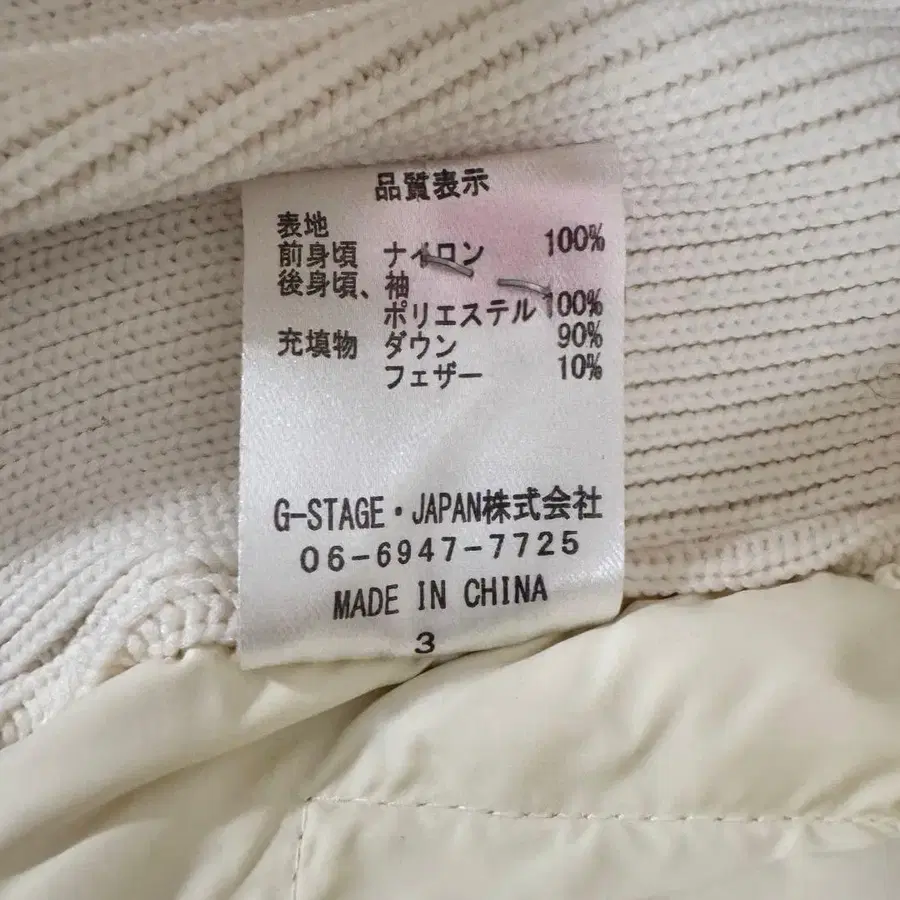 品質表示
表地
前身頃 ナイロン 100%
後身頃、袖
ポリエステル 100%
充填物 ダウン 90%
フェザー 10%
G-STAGE・JAPAN株式会社
06-6947-7725
MADE IN CHINA
3